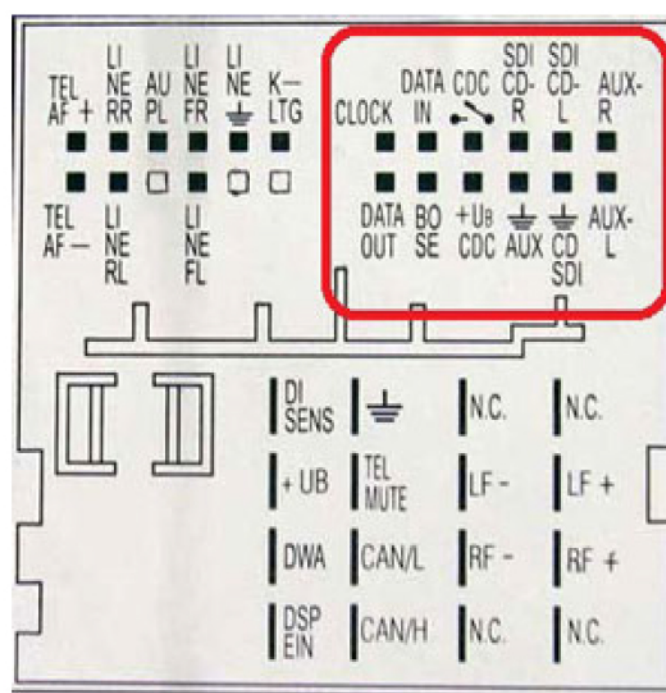 TEL AF +
LI NE RR
AU PL
LI NE FR
LI NE
K– LTG
CLOCK
DATA IN
CDC
SDI CD- R
SDI CD- L
AUX- R
TEL AF –
LI NE RL
LI NE FL
DATA OUT
BO SE
+UB CDC
AUX
CD SDI
AUX- L
DI SENS
N.C.
N.C.
+ UB
TEL MUTE
LF -
LF +
DWA
CAN/L
RF -
RF +
DSP EIN
CAN/H
N.C.
N.C.